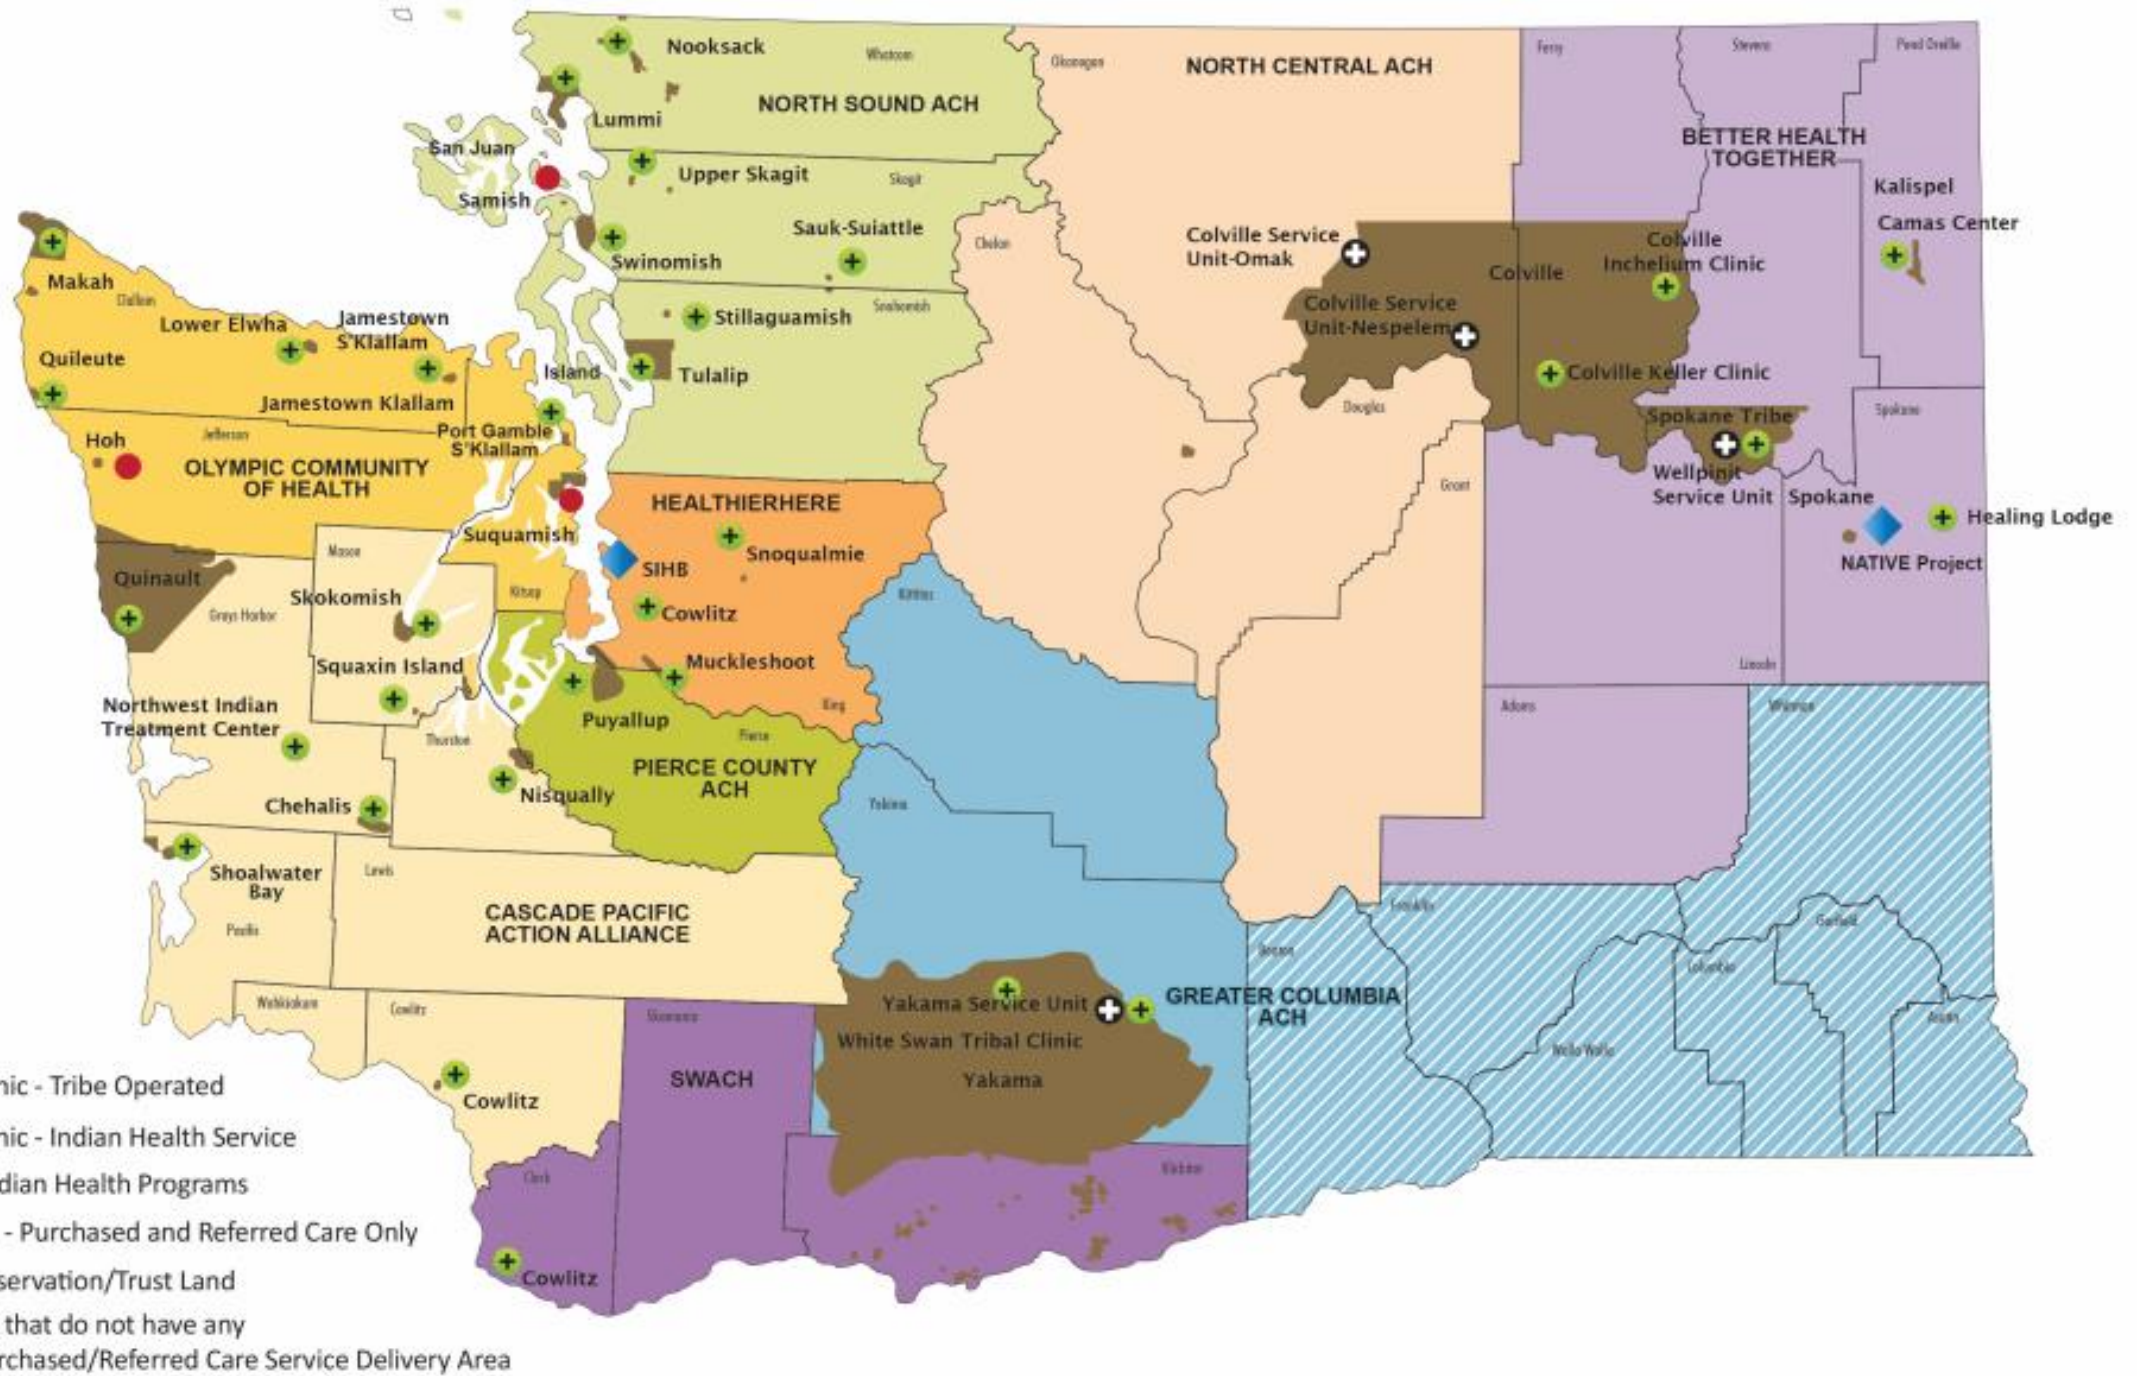 Nooksack
Whatcom
NORTH SOUND ACH
Lummi
San Juan
Samish
Upper Skagit
Skagit
Sauk-Suiattle
Swinomish
Stillaguamish
Snohomish
Tulalip
Island
Okanogan
NORTH CENTRAL ACH
Chelan
Colville Service
Unit-Omak
Colville Service
Unit-Nespelem
Colville
Douglas
Grant
Ferry
Stevens
Pend Oreille
BETTER HEALTH
TOGETHER
Kalispel
Camas Center
Colville
Inchelium Clinic
Colville Keller Clinic
Spokane Tribe
Wellpinit
Service Unit
Spokane
Spokane
Healing Lodge
NATIVE Project
Lincoln
Adams
Whitman
Makah
Clallam
Lower Elwha
Jamestown
S'Klallam
Quileute
Jamestown Klallam
Hoh
Jefferson
Port Gamble
S'Klallam
OLYMPIC COMMUNITY
OF HEALTH
Suquamish
Kitsap
HEALTHIERHERE
Snoqualmie
SIHB
Cowlitz
Muckleshoot
King
Quinault
Grays Harbor
Mason
Skokomish
Squaxin Island
Northwest Indian
Treatment Center
Thurston
Chehalis
Nisqually
Puyallup
Pierce
PIERCE COUNTY
ACH
Kittitas
Yakima
Shoalwater
Bay
Pacific
Lewis
CASCADE PACIFIC
ACTION ALLIANCE
Wahkiakum
Cowlitz
Cowlitz
Skamania
SWACH
Clark
Cowlitz
Yakama Service Unit
White Swan Tribal Clinic
Yakama
Klickitat
GREATER COLUMBIA
ACH
Benton
Franklin
Walla Walla
Columbia
Garfield
Asotin
nic - Tribe Operated
nic - Indian Health Service
dian Health Programs
- Purchased and Referred Care Only
servation/Trust Land
that do not have any
rchased/Referred Care Service Delivery Area